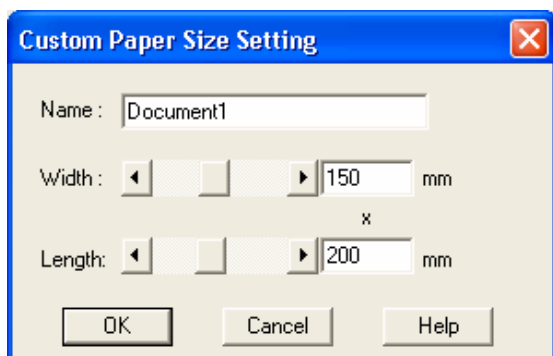 Custom Paper Size Setting
Name : Document1
Width : 150 mm
x
Length: 200 mm
OK Cancel Help